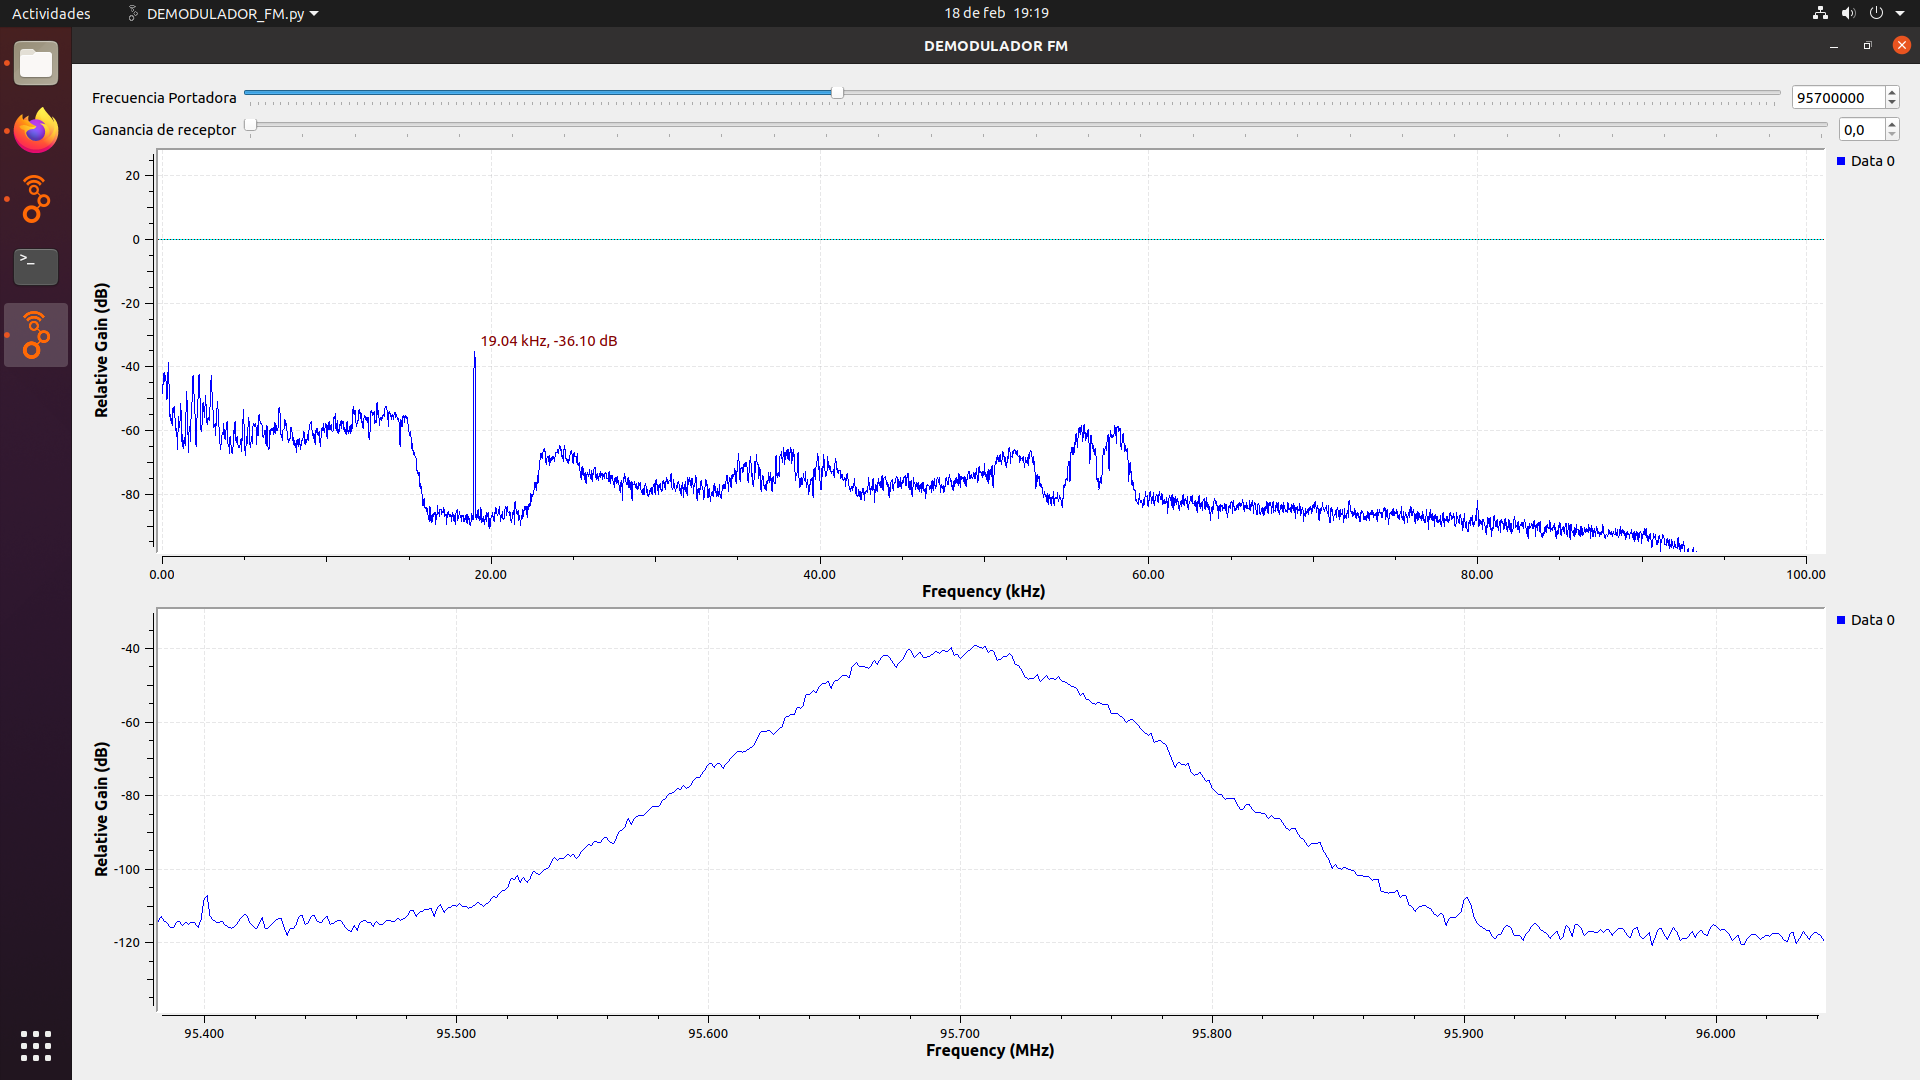 Actividades DEMODULADOR_FM.py 18 de feb 19:19
DEMODULADOR FM
Frecuencia Portadora 95700000
Ganancia de receptor 0,0
Data 0
20
0
-20
-40
-60
-80
Relative Gain (dB)
19.04 kHz, -36.10 dB
0.00 20.00 40.00 60.00 80.00 100.00
Frequency (kHz)
Data 0
-40
-60
-80
-100
-120
Relative Gain (dB)
95.400 95.500 95.600 95.700 95.800 95.900 96.000
Frequency (MHz)
>_